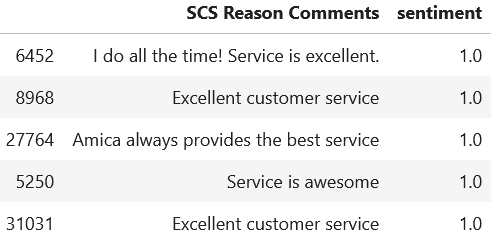 SCS Reason Comments sentiment
6452 I do all the time! Service is excellent. 1.0
8968 Excellent customer service 1.0
27764 Amica always provides the best service 1.0
5250 Service is awesome 1.0
31031 Excellent customer service 1.0